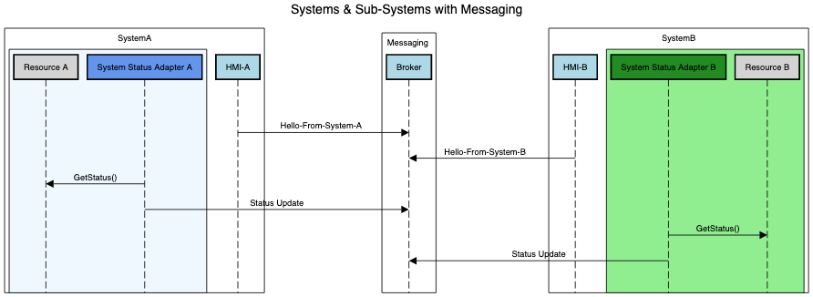 Systems & Sub-Systems with Messaging
SystemA
Messaging
SystemB
Resource A
System Status Adapter A
HMI-A
Broker
HMI-B
System Status Adapter B
Resource B
Hello-From-System-A
Hello-From-System-B
GetStatus()
Status Update
GetStatus()
Status Update